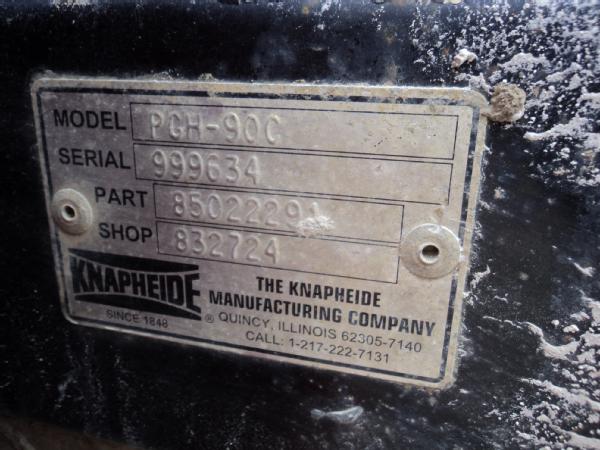 MODEL PGH-90C
SERIAL 999634
PART 85022291
SHOP 832724
KNAPHEIDE
SINCE 1848
®
THE KNAPHEIDE
MANUFACTURING COMPANY
QUINCY, ILLINOIS 62305-7140
CALL: 1-217-222-7131